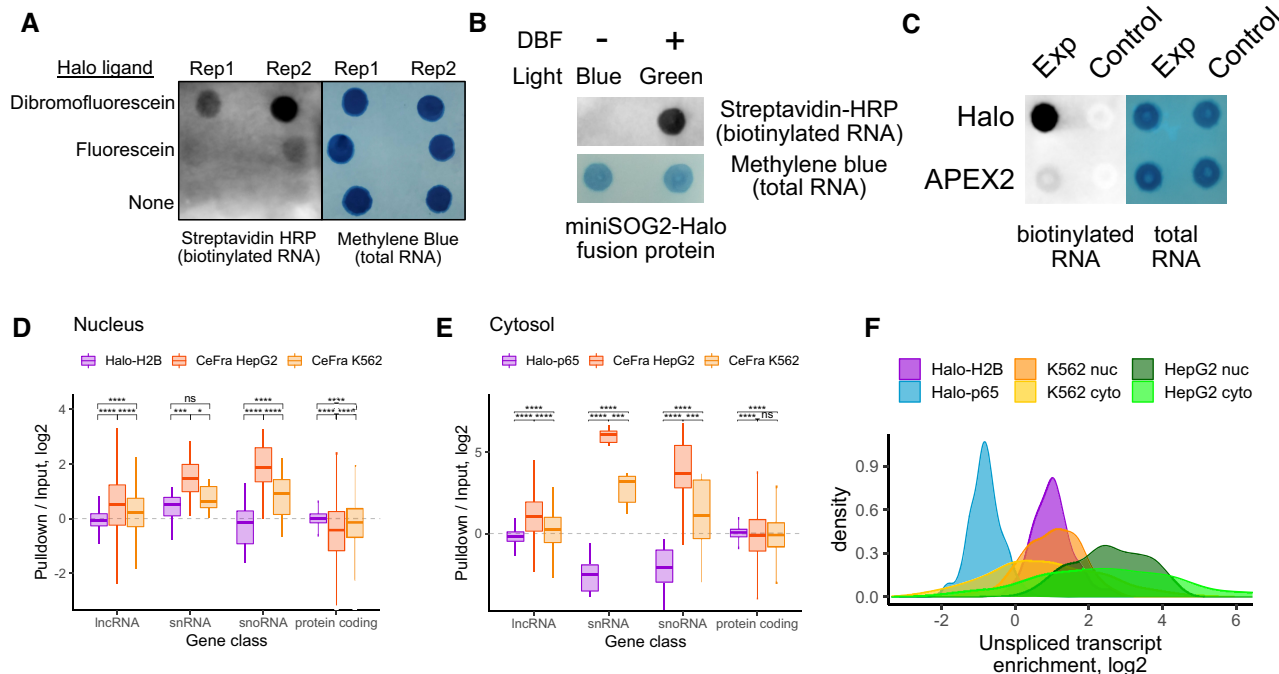 A
Halo ligand
Rep1 Rep2 Rep1 Rep2
Dibromofluorescein
Fluorescein
None
Streptavidin HRP
(biotinylated RNA)
Methylene Blue
(total RNA)
B
DBF - +
Light Blue Green
Streptavidin-HRP
(biotinylated RNA)
Methylene blue
(total RNA)
miniSOG2-Halo
fusion protein
C
Exp Control Exp Control
Halo
APEX2
biotinylated
RNA
total
RNA
D Nucleus
Halo-H2B CeFra HepG2 CeFra K562
**** ns **** ****
**** **** *** * **** **** **** ****
Pulldown / Input, log2
4
2
0
-2
lncRNA snRNA snoRNA protein coding
Gene class
E Cytosol
Halo-p65 CeFra HepG2 CeFra K562
**** **** **** ****
**** **** **** *** **** *** **** ns
Pulldown / Input, log2
5
0
lncRNA snRNA snoRNA protein coding
Gene class
F
Halo-H2B K562 nuc HepG2 nuc
Halo-p65 K562 cyto HepG2 cyto
density
0.9
0.6
0.3
0.0
-2 0 2 4 6
Unspliced transcript
enrichment, log2